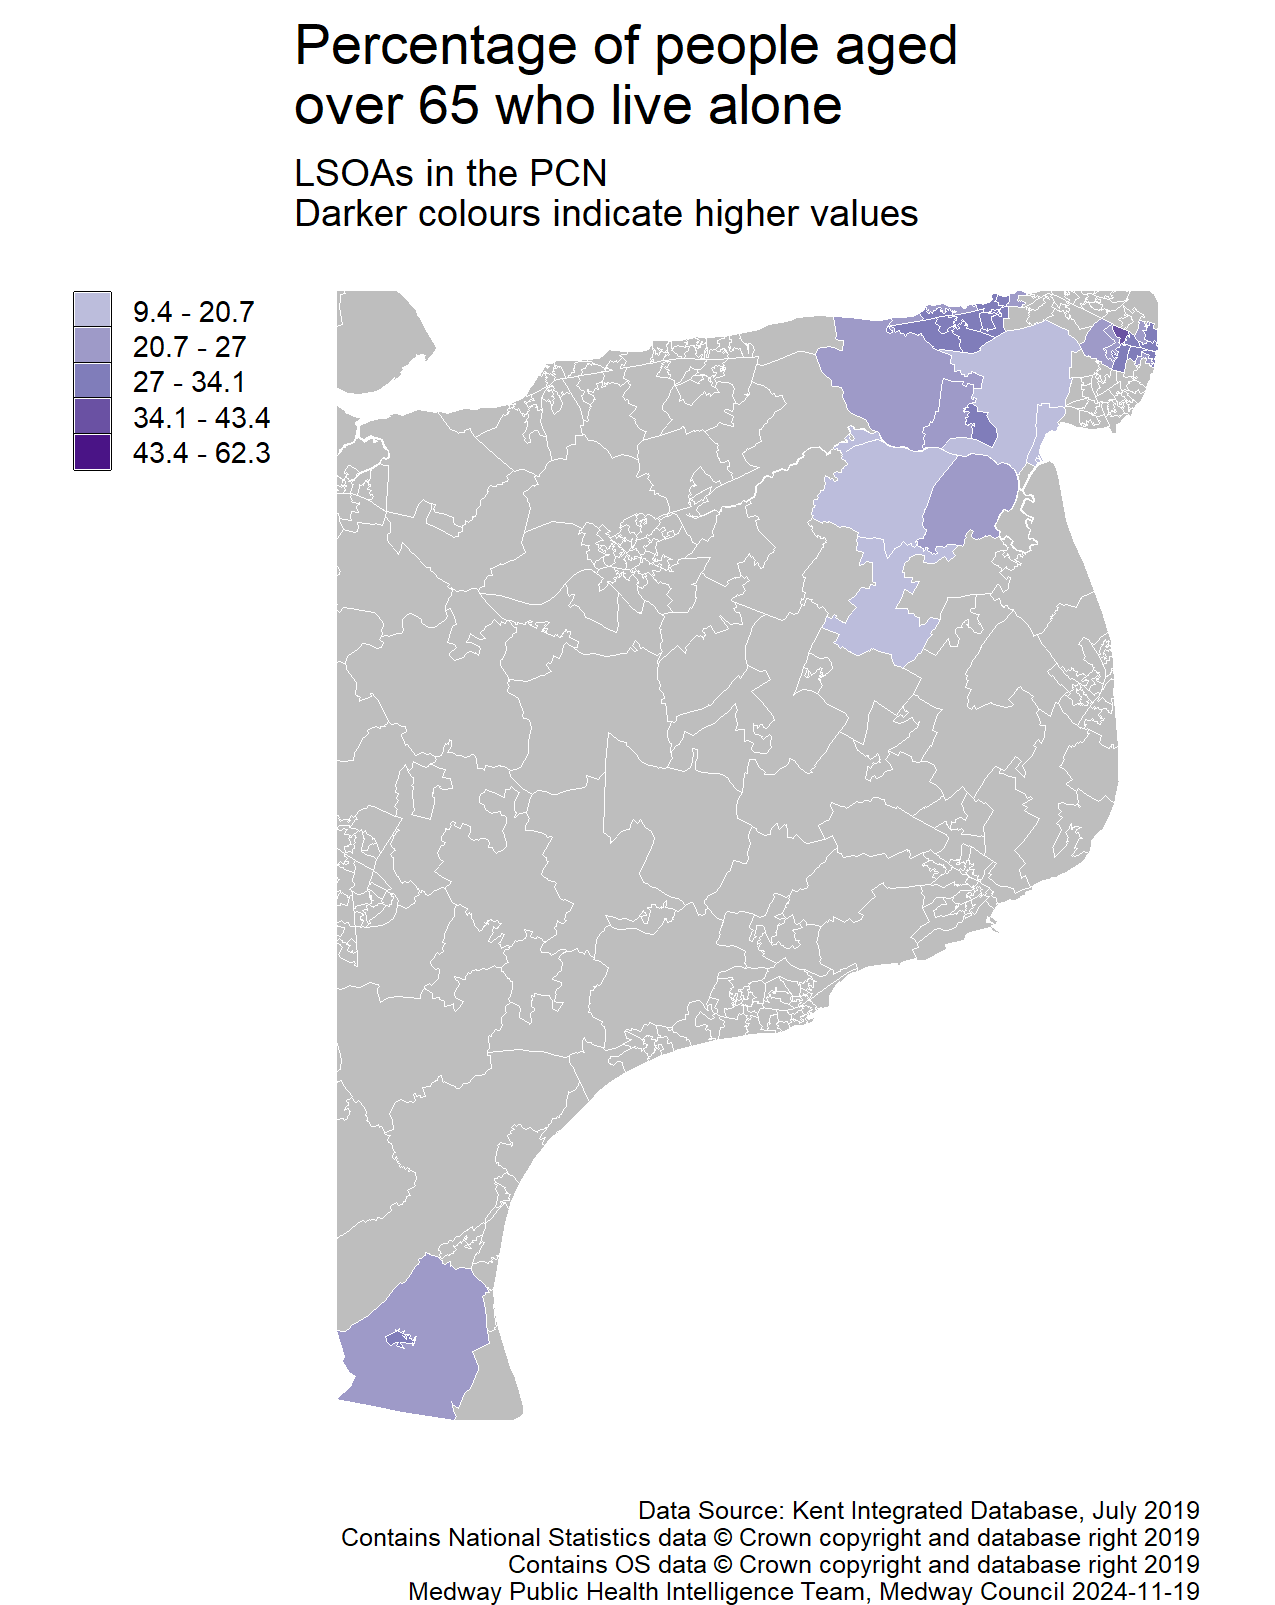 Percentage of people aged
over 65 who live alone
LSOAs in the PCN
Darker colours indicate higher values
9.4 - 20.7
20.7 - 27
27 - 34.1
34.1 - 43.4
43.4 - 62.3
Data Source: Kent Integrated Database, July 2019
Contains National Statistics data © Crown copyright and database right 2019
Contains OS data © Crown copyright and database right 2019
Medway Public Health Intelligence Team, Medway Council 2024-11-19